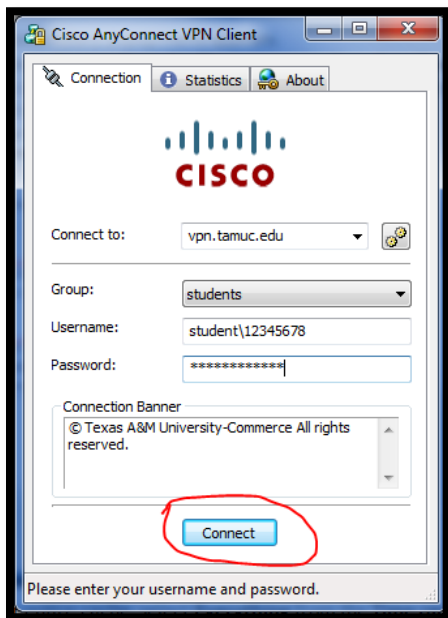 Cisco AnyConnect VPN Client
Connection Statistics About
CISCO
Connect to: vpn.tamuc.edu
Group: students
Username: student\12345678
Password: ************
Connection Banner
© Texas A&M University-Commerce All rights
reserved.
Connect
Please enter your username and password.